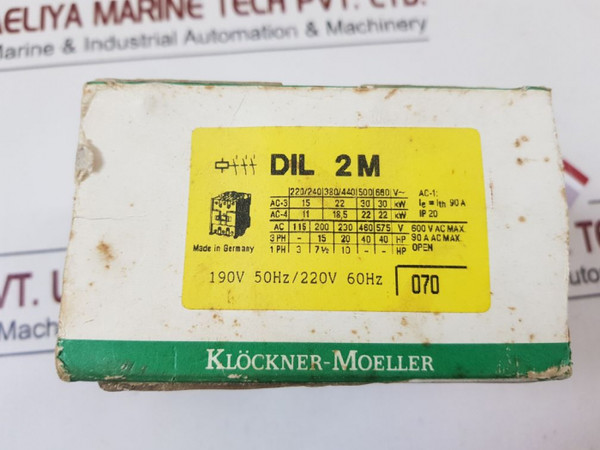 AELIYA MARINE TECH PVT. LTD.
Marine & Industrial Automation & Machinery
DIL 2M
220/240 380/440 500 660 V~
AC-3 15 22 30 30 kW
AC-4 11 18,5 22 22 kW
AC 115 200 230 460 575 V
3 PH - 15 20 40 40 HP
1 PH 3 7½ 10 - - HP
AC-1:
Ie = Ith 90 A
IP 20
600 V AC MAX.
90 A AC MAX.
OPEN
Made in Germany
190V 50Hz/220V 60Hz
070
KLÖCKNER-MOELLER
VT.
& Machinery